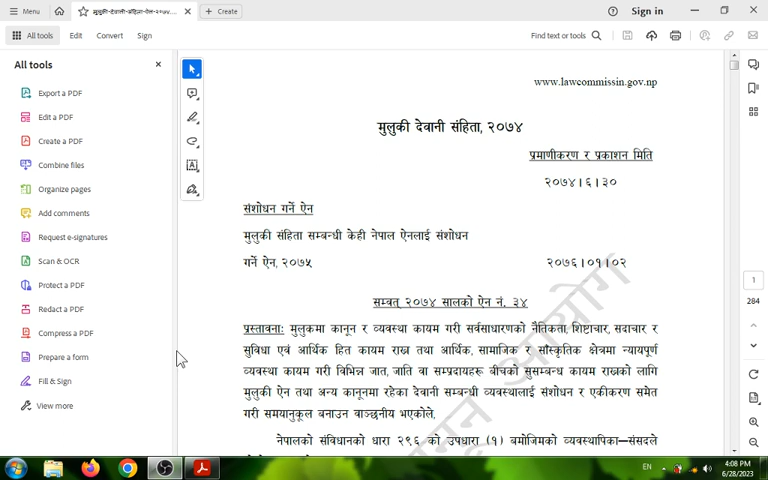 Menu
मुलुकी-देवानी-संहिता-ऐन-२०७४....
Create
Sign in
All tools
Edit
Convert
Sign
Find text or tools
All tools
Export a PDF
Edit a PDF
Create a PDF
Combine files
Organize pages
Add comments
Request e-signatures
Scan & OCR
Protect a PDF
Redact a PDF
Compress a PDF
Prepare a form
Fill & Sign
View more
www.lawcommissin.gov.np
मुलुकी देवानी संहिता, २०७४
प्रमाणीकरण र प्रकाशन मिति
२०७४।६।३०
संशोधन गर्ने ऐन
मुलुकी संहिता सम्बन्धी केही नेपाल ऐनलाई संशोधन
गर्ने ऐन, २०७५ २०७६।०१।०२
सम्वत् २०७४ सालको ऐन नं. ३४
प्रस्तावना: मुलुकमा कानून र व्यवस्था कायम गरी सर्वसाधारणको नैतिकता, शिष्टाचार, सदाचार र
सुविधा एवं आर्थिक हित कायम राख्न तथा आर्थिक, सामाजिक र सांस्कृतिक क्षेत्रमा न्यायपूर्ण
व्यवस्था कायम गरी विभिन्न जात, जाति वा सम्प्रदायहरू बीचको सुसम्बन्ध कायम राख्नको लागि
मुलुकी ऐन तथा अन्य कानूनमा रहेका देवानी सम्बन्धी व्यवस्थालाई संशोधन र एकीकरण समेत
गरी समयानुकूल बनाउन वाञ्छनीय भएकोले,
नेपालको संविधानको धारा २९६ को उपधारा (१) बमोजिमको व्यवस्थापिका–संसदले
आयोग
1
284
EN
4:08 PM
6/28/2023